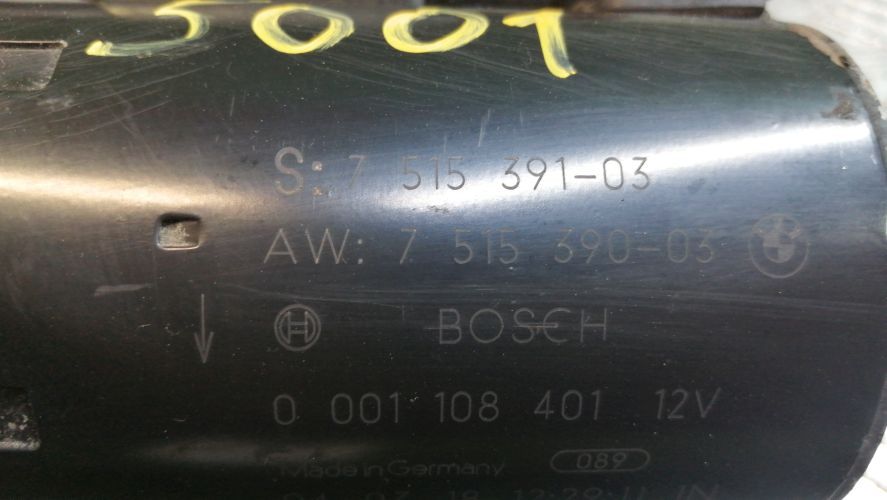 5001
S: 7 515 391-03
AW: 7 515 390-03
BOSCH
0 001 108 401 12V
Made in Germany 089